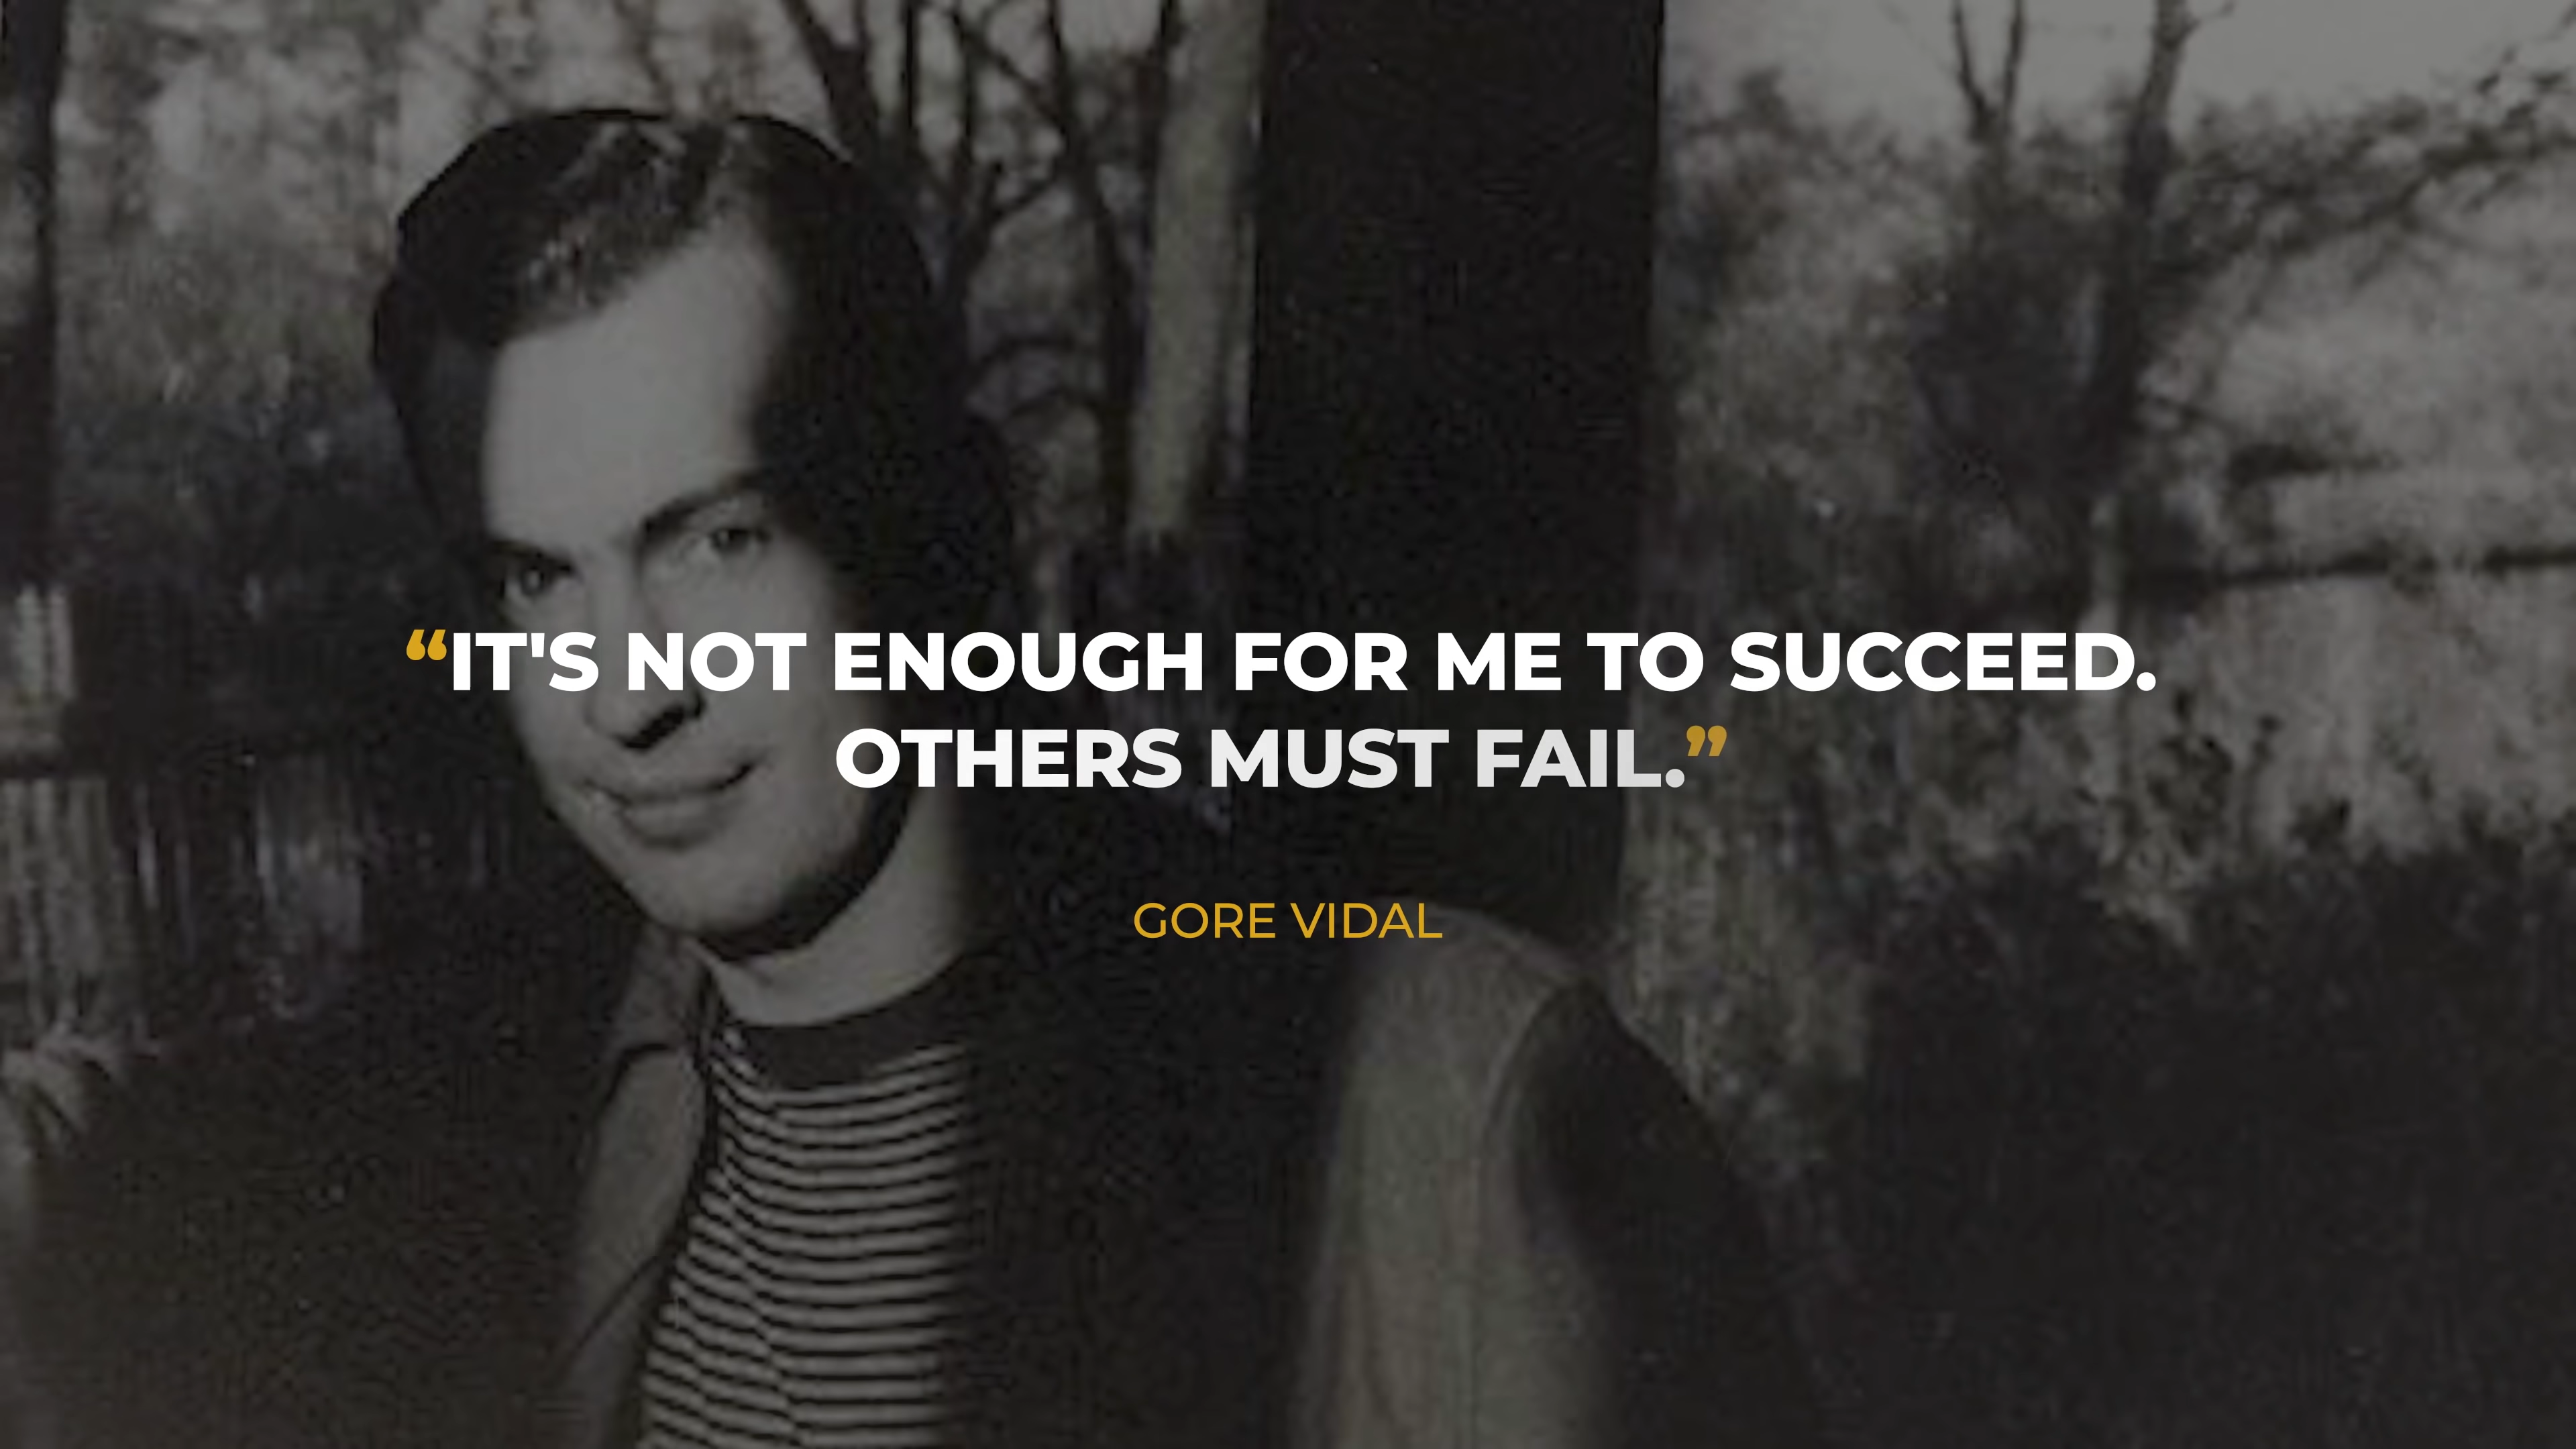 “IT'S NOT ENOUGH FOR ME TO SUCCEED.
OTHERS MUST FAIL.”
GORE VIDAL